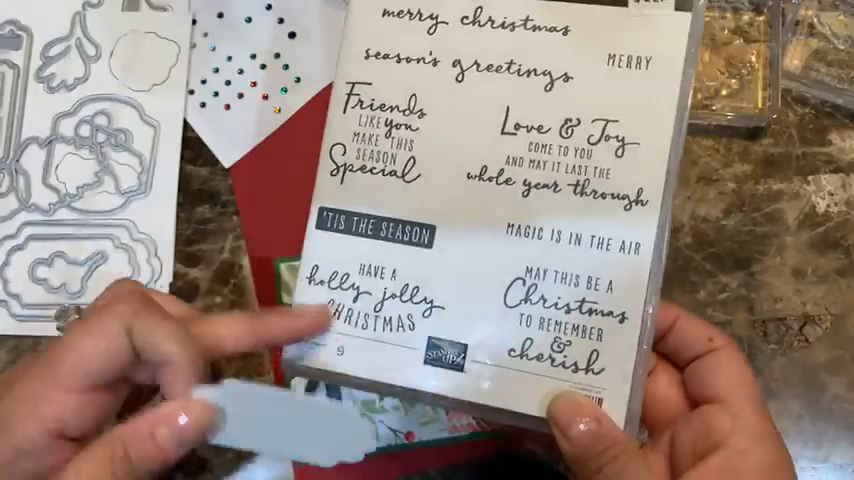 merry christmas
season's greetings
MERRY
Friends
LIKE you
MAKE THIS
SEASON
Special
Love & Joy
COME TO YOU
AND MAY IT LAST THE
whole year through
'TIS THE SEASON
MAGIC IS IN THE AIR
HAVE A
holly jolly
CHRISTMAS
MAY THIS BE A
Christmas
TO REMEMBER
&
cherish
9
STAMPIN'
UP!